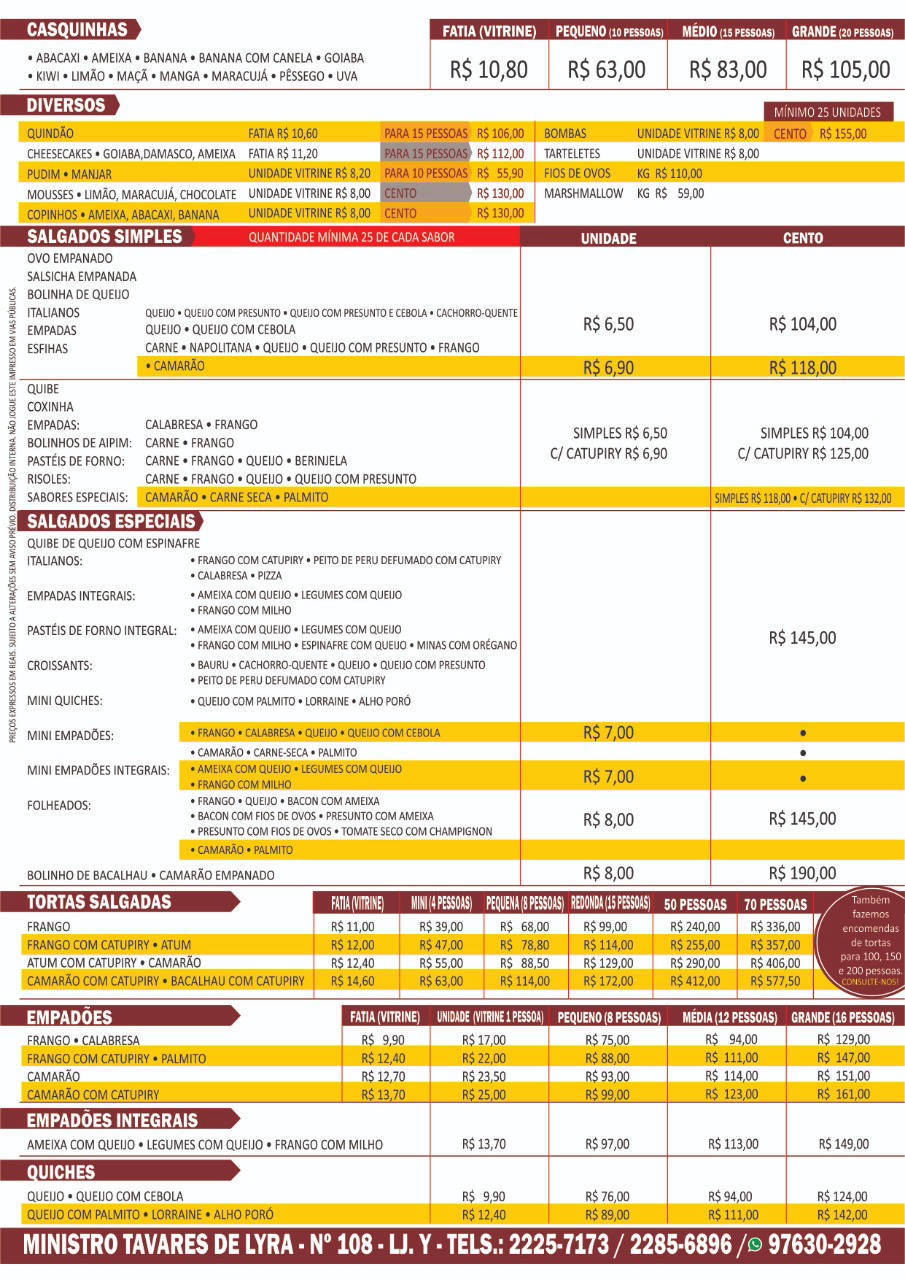 CASQUINHAS FATIA (VITRINE) PEQUENO (10 PESSOAS) MÉDIO (15 PESSOAS) GRANDE (20 PESSOAS)
• ABACAXI • AMEIXA • BANANA • BANANA COM CANELA • GOIABA
• KIWI • LIMÃO • MAÇÃ • MANGA • MARACUJÁ • PÊSSEGO • UVA
R$ 10,80 R$ 63,00 R$ 83,00 R$ 105,00
DIVERSOS
MÍNIMO 25 UNIDADES
QUINDÃO FATIA R$ 10,60 PARA 15 PESSOAS R$ 106,00 BOMBAS UNIDADE VITRINE R$ 8,00 CENTO R$ 155,00
CHEESECAKES • GOIABA,DAMASCO, AMEIXA FATIA R$ 11,20 PARA 15 PESSOAS R$ 112,00 TARTELETES UNIDADE VITRINE R$ 8,00
PUDIM • MANJAR UNIDADE VITRINE R$ 8,20 PARA 10 PESSOAS R$ 55,90 FIOS DE OVOS KG R$ 110,00
MOUSSES • LIMÃO, MARACUJÁ, CHOCOLATE UNIDADE VITRINE R$ 8,00 CENTO R$ 130,00 MARSHMALLOW KG R$ 59,00
COPINHOS • AMEIXA, ABACAXI, BANANA UNIDADE VITRINE R$ 8,00 CENTO R$ 130,00
SALGADOS SIMPLES QUANTIDADE MÍNIMA 25 DE CADA SABOR UNIDADE CENTO
OVO EMPANADO
SALSICHA EMPANADA
BOLINHA DE QUEIJO
ITALIANOS QUEIJO • QUEIJO COM PRESUNTO • QUEIJO COM PRESUNTO E CEBOLA • CACHORRO-QUENTE
R$ 6,50 R$ 104,00
EMPADAS QUEIJO • QUEIJO COM CEBOLA
ESFIHAS CARNE • NAPOLITANA • QUEIJO • QUEIJO COM PRESUNTO • FRANGO
• CAMARÃO R$ 6,90 R$ 118,00
QUIBE
COXINHA
EMPADAS: CALABRESA • FRANGO
SIMPLES R$ 6,50 SIMPLES R$ 104,00
BOLINHOS DE AIPIM: CARNE • FRANGO
C/ CATUPIRY R$ 6,90 C/ CATUPIRY R$ 125,00
PASTÉIS DE FORNO: CARNE • FRANGO • QUEIJO • BERINJELA
RISOLES: CARNE • FRANGO • QUEIJO • QUEIJO COM PRESUNTO
SABORES ESPECIAIS: CAMARÃO • CARNE SECA • PALMITO SIMPLES R$ 118,00 • C/ CATUPIRY R$ 132,00
SALGADOS ESPECIAIS
QUIBE DE QUEIJO COM ESPINAFRE
ITALIANOS: • FRANGO COM CATUPIRY • PEITO DE PERU DEFUMADO COM CATUPIRY
• CALABRESA • PIZZA
EMPADAS INTEGRAIS: • AMEIXA COM QUEIJO • LEGUMES COM QUEIJO
• FRANGO COM MILHO
PASTÉIS DE FORNO INTEGRAL: • AMEIXA COM QUEIJO • LEGUMES COM QUEIJO
R$ 145,00
• FRANGO COM MILHO • ESPINAFRE COM QUEIJO • MINAS COM ORÉGANO
CROISSANTS: • BAURU • CACHORRO-QUENTE • QUEIJO • QUEIJO COM PRESUNTO
• PEITO DE PERU DEFUMADO COM CATUPIRY
MINI QUICHES: • QUEIJO COM PALMITO • LORRAINE • ALHO PORÓ
MINI EMPADÕES: • FRANGO • CALABRESA • QUEIJO • QUEIJO COM CEBOLA R$ 7,00 •
• CAMARÃO • CARNE-SECA • PALMITO •
MINI EMPADÕES INTEGRAIS: • AMEIXA COM QUEIJO • LEGUMES COM QUEIJO
R$ 7,00 •
• FRANGO COM MILHO
FOLHEADOS: • FRANGO • QUEIJO • BACON COM AMEIXA
• BACON COM FIOS DE OVOS • PRESUNTO COM AMEIXA R$ 8,00 R$ 145,00
• PRESUNTO COM FIOS DE OVOS • TOMATE SECO COM CHAMPIGNON
• CAMARÃO • PALMITO
BOLINHO DE BACALHAU • CAMARÃO EMPANADO R$ 8,00 R$ 190,00
TORTAS SALGADAS FATIA (VITRINE) MINI (4 PESSOAS) PEQUENA (8 PESSOAS) REDONDA (15 PESSOAS) 50 PESSOAS 70 PESSOAS
FRANGO R$ 11,00 R$ 39,00 R$ 68,00 R$ 99,00 R$ 240,00 R$ 336,00
FRANGO COM CATUPIRY • ATUM R$ 12,00 R$ 47,00 R$ 78,80 R$ 114,00 R$ 255,00 R$ 357,00
ATUM COM CATUPIRY • CAMARÃO R$ 12,40 R$ 55,00 R$ 88,50 R$ 129,00 R$ 290,00 R$ 406,00
CAMARÃO COM CATUPIRY • BACALHAU COM CATUPIRY R$ 14,60 R$ 63,00 R$ 114,00 R$ 172,00 R$ 412,00 R$ 577,50
Também
fazemos
encomendas
de tortas
para 100, 150
e 200 pessoas.
CONSULTE-NOS!
EMPADÕES FATIA (VITRINE) UNIDADE (VITRINE 1 PESSOA) PEQUENO (8 PESSOAS) MÉDIA (12 PESSOAS) GRANDE (16 PESSOAS)
FRANGO • CALABRESA R$ 9,90 R$ 17,00 R$ 75,00 R$ 94,00 R$ 129,00
FRANGO COM CATUPIRY • PALMITO R$ 12,40 R$ 22,00 R$ 88,00 R$ 111,00 R$ 147,00
CAMARÃO R$ 12,70 R$ 23,50 R$ 93,00 R$ 114,00 R$ 151,00
CAMARÃO COM CATUPIRY R$ 13,70 R$ 25,00 R$ 99,00 R$ 123,00 R$ 161,00
EMPADÕES INTEGRAIS
AMEIXA COM QUEIJO • LEGUMES COM QUEIJO • FRANGO COM MILHO R$ 13,70 R$ 97,00 R$ 113,00 R$ 149,00
QUICHES
QUEIJO • QUEIJO COM CEBOLA R$ 9,90 R$ 76,00 R$ 94,00 R$ 124,00
QUEIJO COM PALMITO • LORRAINE • ALHO PORÓ R$ 12,40 R$ 89,00 R$ 111,00 R$ 142,00
MINISTRO TAVARES DE LYRA - Nº 108 - LJ. Y - TELS.: 2225-7173 / 2285-6896 / 97630-2928
PREÇOS EXPRESSOS EM REAIS. SUJEITO A ALTERAÇÕES SEM AVISO PRÉVIO. DISTRIBUIÇÃO INTERNA. NÃO JOGUE ESTE IMPRESSO EM VIAS PÚBLICAS.